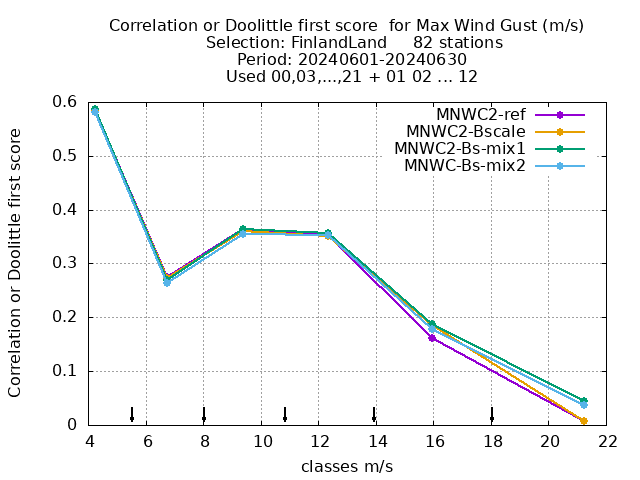 Correlation or Doolittle first score  for Max Wind Gust (m/s)
Selection: FinlandLand     82 stations
Period: 20240601-20240630
Used 00,03,...,21 + 01 02 ... 12
Correlation or Doolittle first score
0.6
0.5
0.4
0.3
0.2
0.1
0
MNWC2-ref
MNWC2-Bscale
MNWC2-Bs-mix1
MNWC-Bs-mix2
4 6 8 10 12 14 16 18 20 22
classes m/s